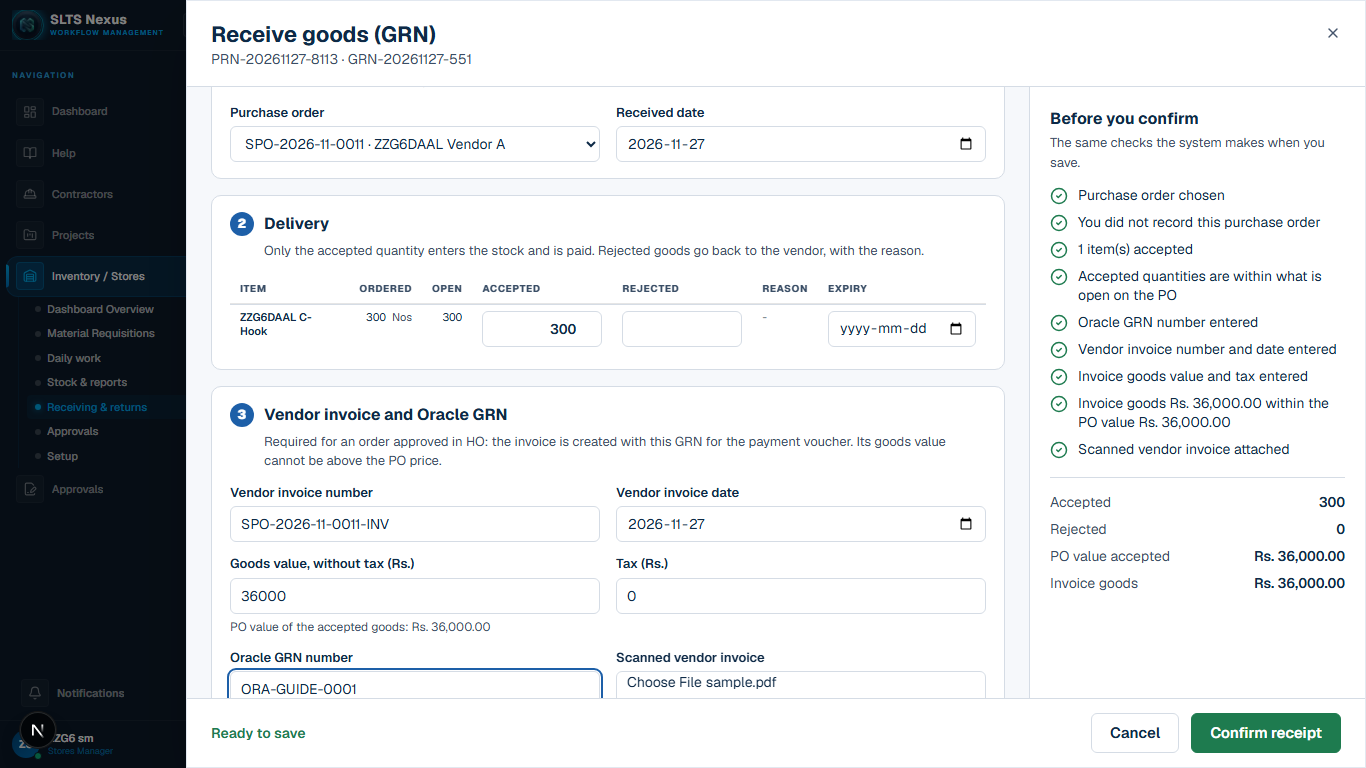 SLTS Nexus
WORKFLOW MANAGEMENT
NAVIGATION
Dashboard
Help
Contractors
Projects
Inventory / Stores
Dashboard Overview
Material Requisitions
Daily work
Stock & reports
Receiving & returns
Approvals
Setup
Approvals
Notifications
N
ZZG6 sm
Stores Manager
Receive goods (GRN)
PRN-20261127-8113 · GRN-20261127-551
Purchase order
SPO-2026-11-0011 · ZZG6DAAL Vendor A
Received date
2026-11-27
2 Delivery
Only the accepted quantity enters the stock and is paid. Rejected goods go back to the vendor, with the reason.
ITEM ORDERED OPEN ACCEPTED REJECTED REASON EXPIRY
ZZG6DAAL C-
Hook
300 Nos 300 300 - yyyy-mm-dd
3 Vendor invoice and Oracle GRN
Required for an order approved in HO: the invoice is created with this GRN for the payment voucher. Its goods value
cannot be above the PO price.
Vendor invoice number
SPO-2026-11-0011-INV
Vendor invoice date
2026-11-27
Goods value, without tax (Rs.)
36000
PO value of the accepted goods: Rs. 36,000.00
Tax (Rs.)
0
Oracle GRN number
ORA-GUIDE-0001
Scanned vendor invoice
Choose File sample.pdf
Before you confirm
The same checks the system makes when you
save.
Purchase order chosen
You did not record this purchase order
1 item(s) accepted
Accepted quantities are within what is
open on the PO
Oracle GRN number entered
Vendor invoice number and date entered
Invoice goods value and tax entered
Invoice goods Rs. 36,000.00 within the
PO value Rs. 36,000.00
Scanned vendor invoice attached
Accepted 300
Rejected 0
PO value accepted Rs. 36,000.00
Invoice goods Rs. 36,000.00
Ready to save
Cancel
Confirm receipt